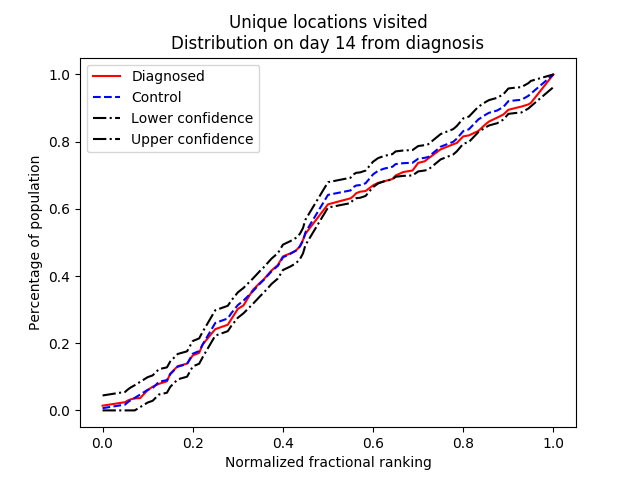 Unique locations visited
Distribution on day 14 from diagnosis
Diagnosed
Control
Lower confidence
Upper confidence
Percentage of population
1.0
0.8
0.6
0.4
0.2
0.0
0.0 0.2 0.4 0.6 0.8 1.0
Normalized fractional ranking